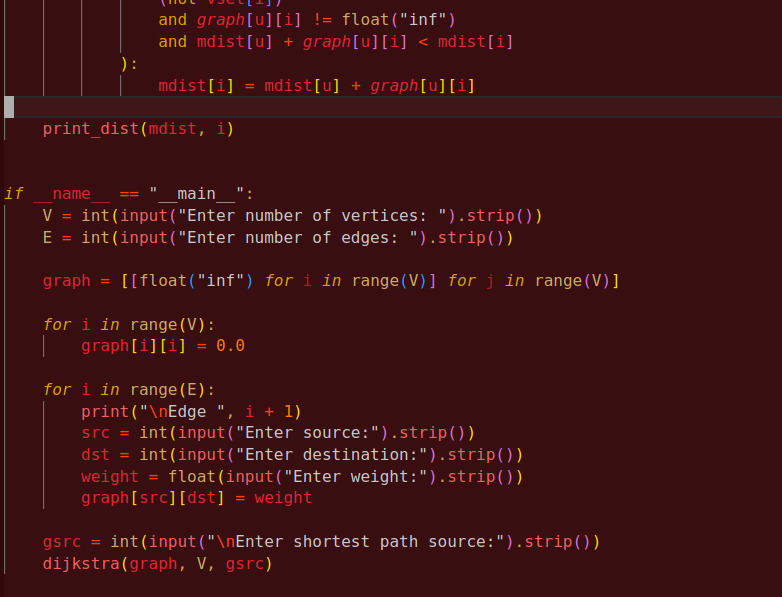 (not vset[i])
and graph[u][i] != float("inf")
and mdist[u] + graph[u][i] < mdist[i]
):
mdist[i] = mdist[u] + graph[u][i]
print_dist(mdist, i)
if __name__ == "__main__":
V = int(input("Enter number of vertices: ").strip())
E = int(input("Enter number of edges: ").strip())
graph = [[float("inf") for i in range(V)] for j in range(V)]
for i in range(V):
graph[i][i] = 0.0
for i in range(E):
print("\nEdge ", i + 1)
src = int(input("Enter source:").strip())
dst = int(input("Enter destination:").strip())
weight = float(input("Enter weight:").strip())
graph[src][dst] = weight
gsrc = int(input("\nEnter shortest path source:").strip())
dijkstra(graph, V, gsrc)